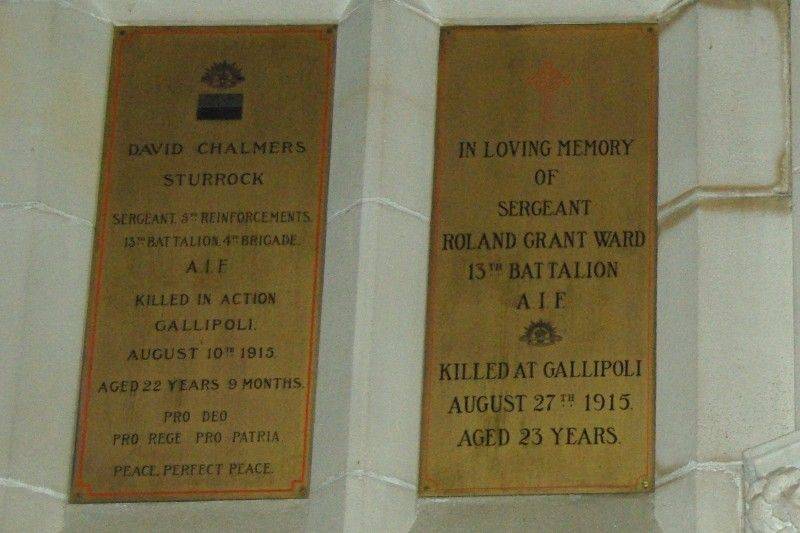 DAVID CHALMERS
STURROCK
SERGEANT. 5TH REINFORCEMENTS.
13TH BATTALION. 4TH BRIGADE.
A.I.F
KILLED IN ACTION
GALLIPOLI.
AUGUST 10TH 1915.
AGED 22 YEARS 9 MONTHS.
PRO DEO
PRO REGE PRO PATRIA
PEACE, PERFECT PEACE.
IN LOVING MEMORY
OF
SERGEANT
ROLAND GRANT WARD
13TH BATTALION
A.I.F.
KILLED AT GALLIPOLI
AUGUST 27TH 1915.
AGED 23 YEARS.